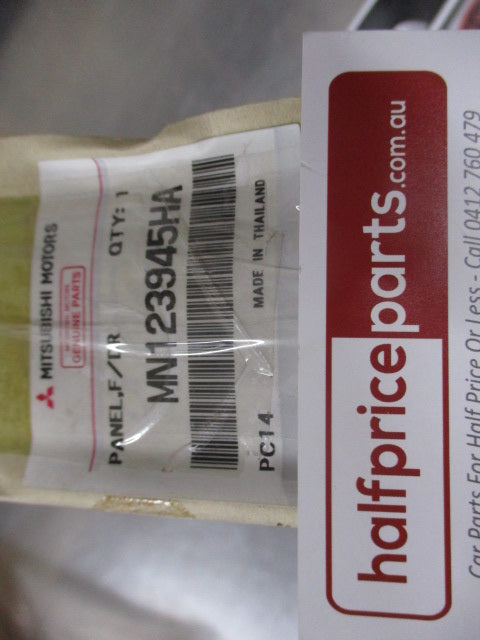 MITSUBISHI MOTORS
GENUINE PARTS
PANEL,F/DR QTY: 1
MN123945HA
PC14 MADE IN THAILAND
halfpriceparts.com.au
Car Parts For Half Price Or Less - Call 0412 760 479